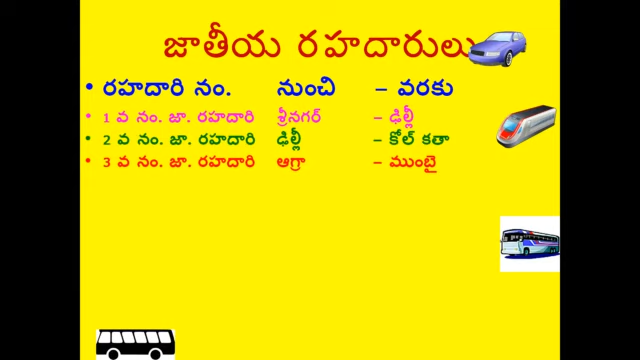 జాతీయ రహదారులు
• రహదారి నం. నుంచి – వరకు
• 1 వ నం. జా. రహదారి శ్రీనగర్ – ఢిల్లీ
• 2 వ నం. జా. రహదారి ఢిల్లీ – కోల్ కతా
• 3 వ నం. జా. రహదారి ఆగ్రా – ముంబై